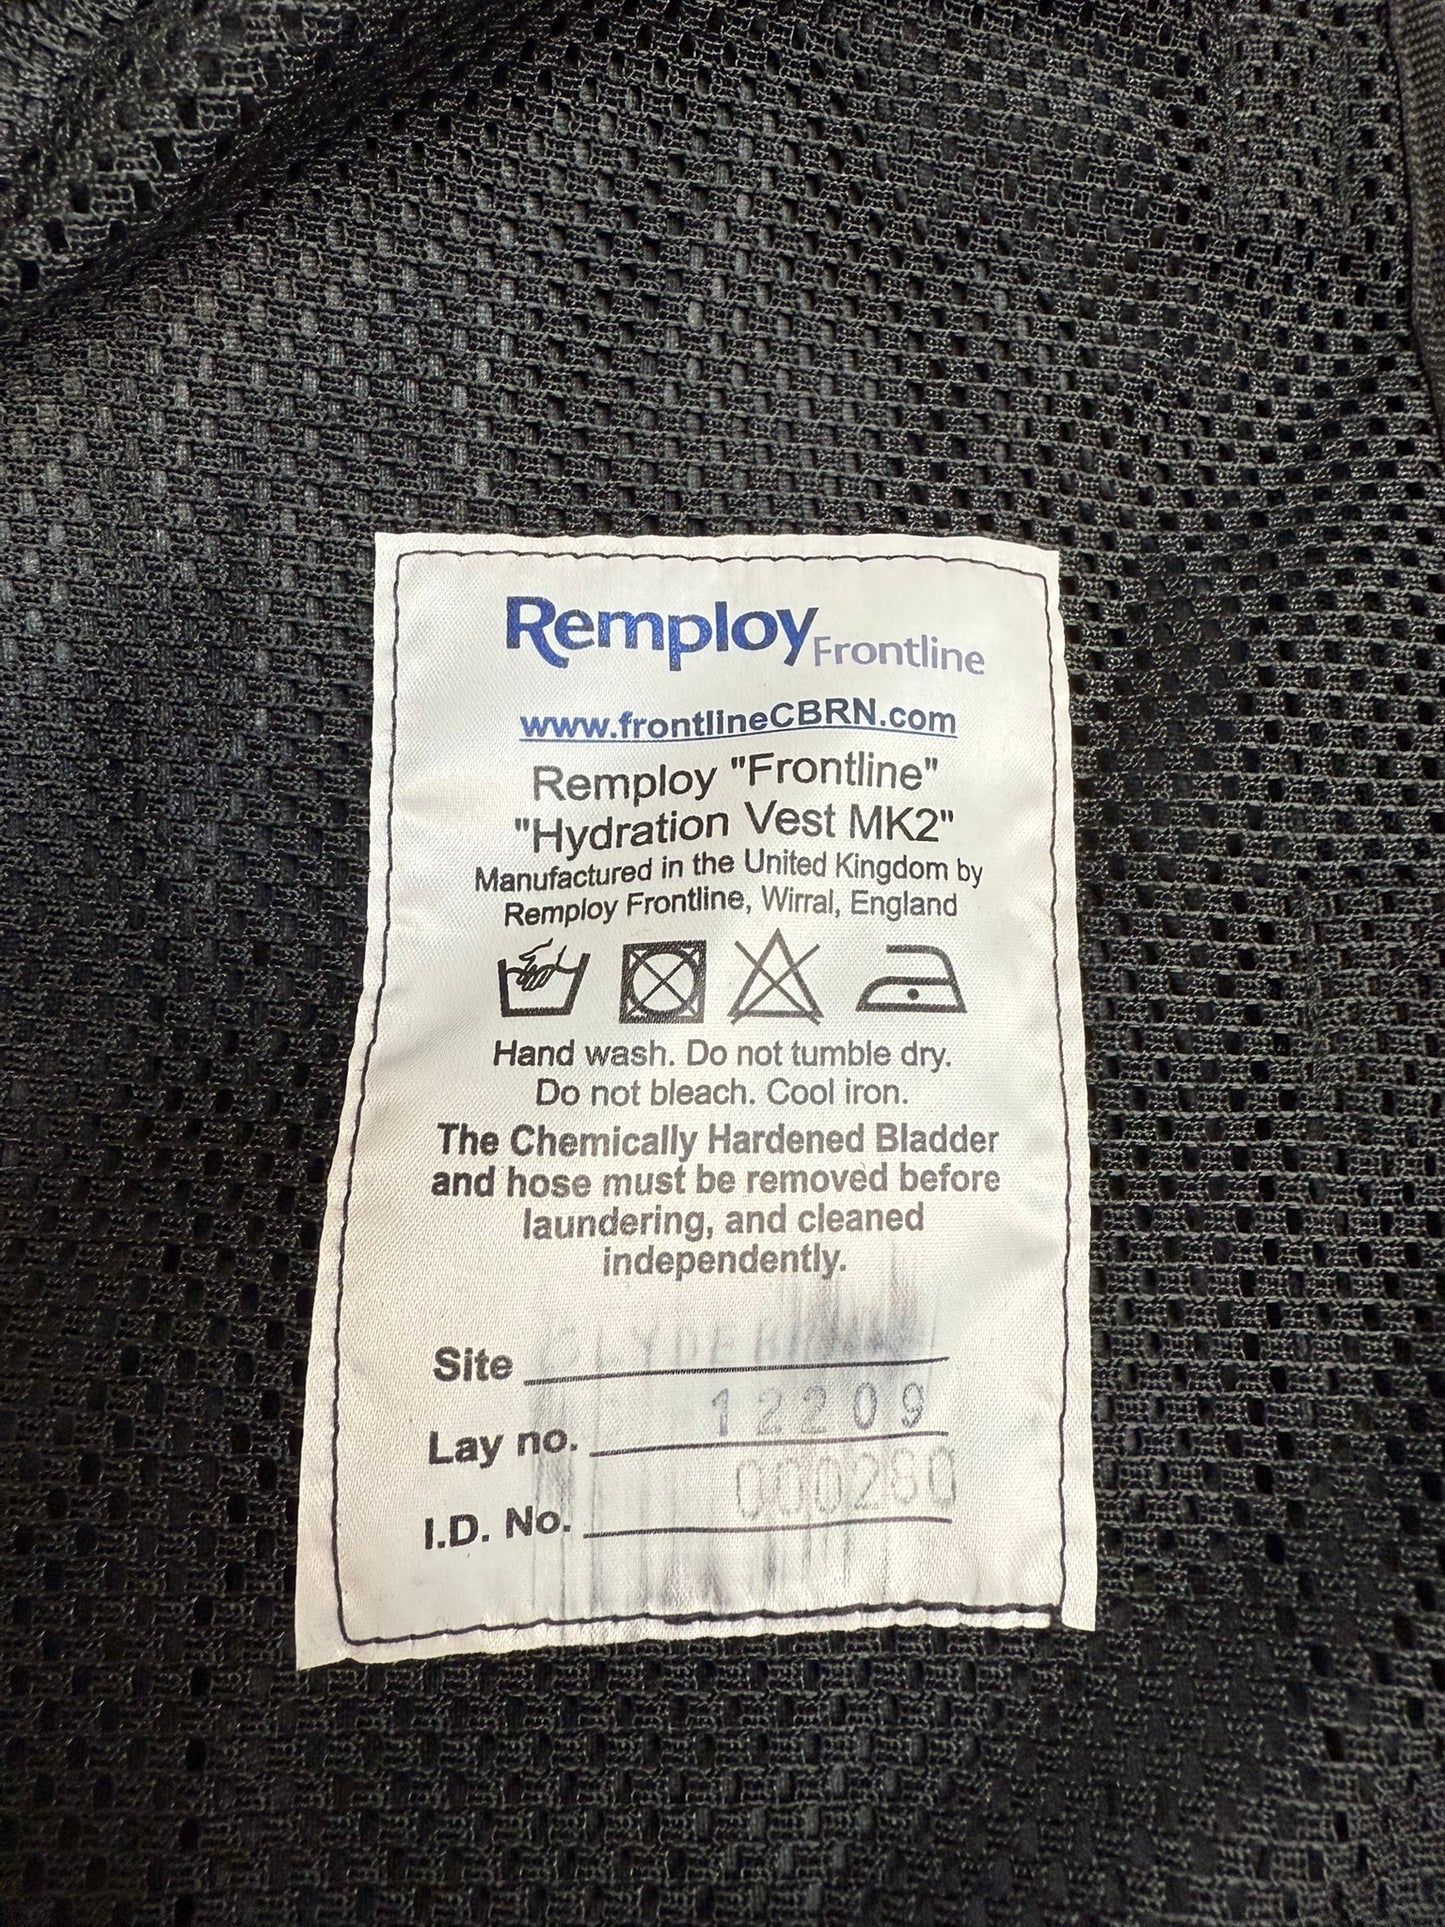 Remploy Frontline
www.frontlineCBRN.com
Remploy "Frontline"
"Hydration Vest MK2"
Manufactured in the United Kingdom by
Remploy Frontline, Wirral, England
Hand wash. Do not tumble dry.
Do not bleach. Cool iron.
The Chemically Hardened Bladder
and hose must be removed before
laundering, and cleaned
independently.
Site
Lay no. 12209
I.D. No. 000280